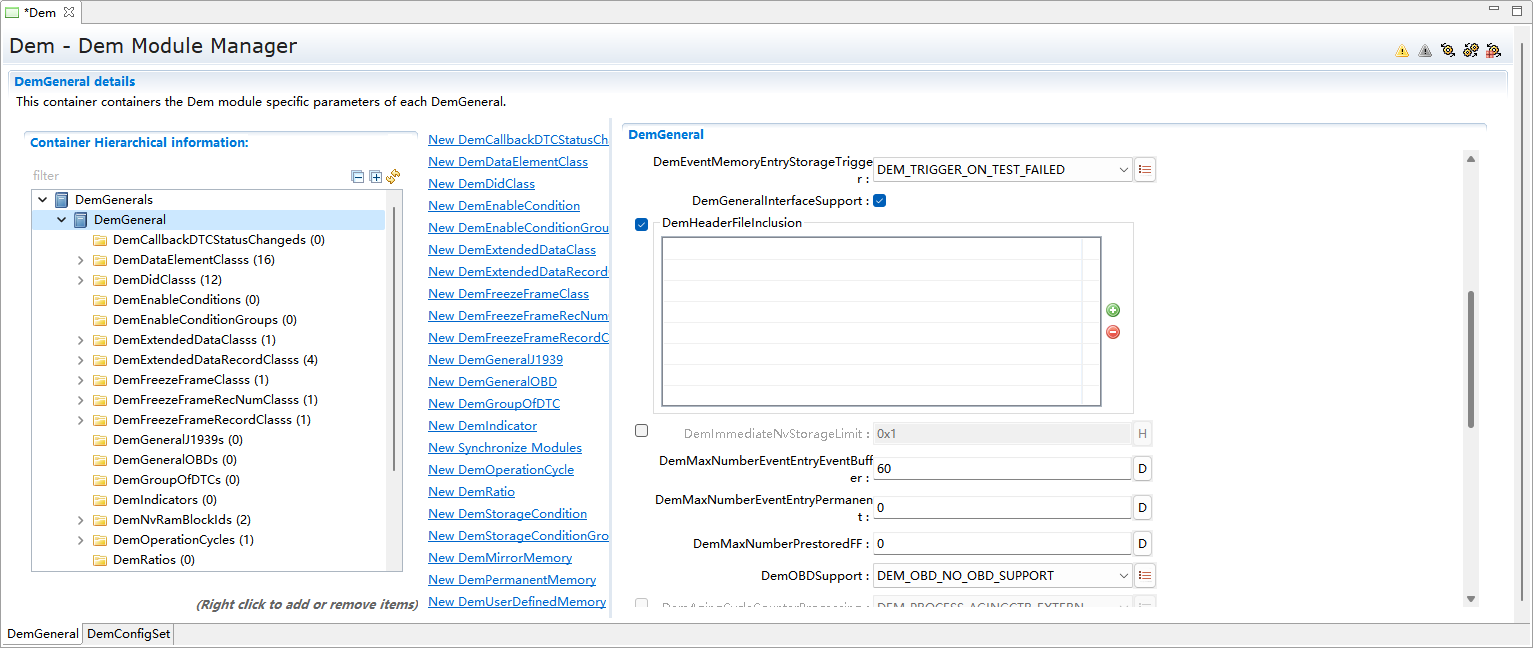 *Dem
Dem - Dem Module Manager
DemGeneral details
This container containers the Dem module specific parameters of each DemGeneral.
Container Hierarchical information:
filter
DemGenerals
DemGeneral
DemCallbackDTCStatusChangeds (0)
DemDataElementClasss (16)
DemDidClasss (12)
DemEnableConditions (0)
DemEnableConditionGroups (0)
DemExtendedDataClasss (1)
DemExtendedDataRecordClasss (4)
DemFreezeFrameClasss (1)
DemFreezeFrameRecNumClasss (1)
DemFreezeFrameRecordClasss (1)
DemGeneralJ1939s (0)
DemGeneralOBDs (0)
DemGroupOfDTCs (0)
DemIndicators (0)
DemNvRamBlockIds (2)
DemOperationCycles (1)
DemRatios (0)
(Right click to add or remove items)
New DemCallbackDTCStatusCh
New DemDataElementClass
New DemDidClass
New DemEnableCondition
New DemEnableConditionGrou
New DemExtendedDataClass
New DemExtendedDataRecord
New DemFreezeFrameClass
New DemFreezeFrameRecNum
New DemFreezeFrameRecordC
New DemGeneralJ1939
New DemGeneralOBD
New DemGroupOfDTC
New DemIndicator
New Synchronize Modules
New DemOperationCycle
New DemRatio
New DemStorageCondition
New DemStorageConditionGro
New DemMirrorMemory
New DemPermanentMemory
New DemUserDefinedMemory
DemGeneral
DemEventMemoryEntryStorageTrigge
r : DEM_TRIGGER_ON_TEST_FAILED
DemGeneralInterfaceSupport :
DemHeaderFileInclusion
DemImmediateNvStorageLimit : 0x1 H
DemMaxNumberEventEntryEventBuff
er : 60 D
DemMaxNumberEventEntryPermanen
t : 0 D
DemMaxNumberPrestoredFF : 0 D
DemOBDSupport : DEM_OBD_NO_OBD_SUPPORT
DemAgingCycleCounterProcessing : DEM_PROCESS_AGINGCTR_EXTERN
DemGeneral DemConfigSet